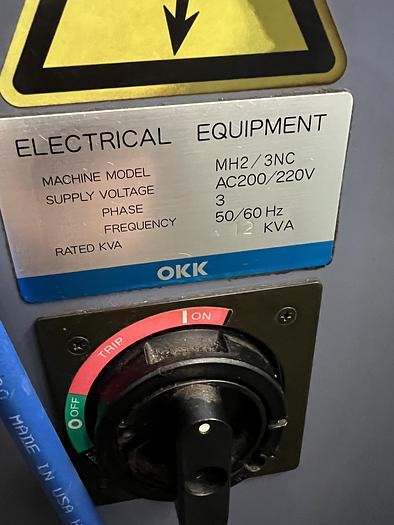 ELECTRICAL EQUIPMENT
MACHINE MODEL MH2/3NC
SUPPLY VOLTAGE AC200/220V
PHASE 3
FREQUENCY 50/60 Hz
RATED KVA 12 KVA
OKK
I ON
TRIP
O OFF
MADE IN USA